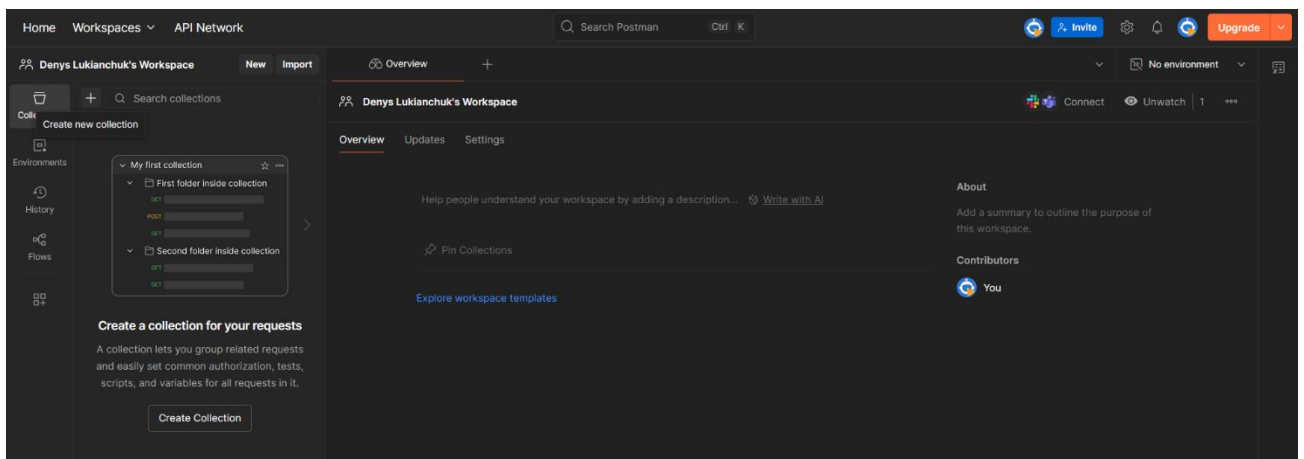 Home Workspaces API Network Search Postman Ctrl K Invite Upgrade
Denys Lukianchuk's Workspace New Import Overview No environment
Search collections
Coll
Create new collection
Denys Lukianchuk's Workspace Connect Unwatch 1
Overview Updates Settings
Environments
History
Flows
My first collection
First folder inside collection
GET
POST
GET
Second folder inside collection
GET
GET
Create a collection for your requests
A collection lets you group related requests
and easily set common authorization, tests,
scripts, and variables for all requests in it.
Create Collection
Help people understand your workspace by adding a description... Write with AI
Pin Collections
Explore workspace templates
About
Add a summary to outline the purpose of
this workspace.
Contributors
You